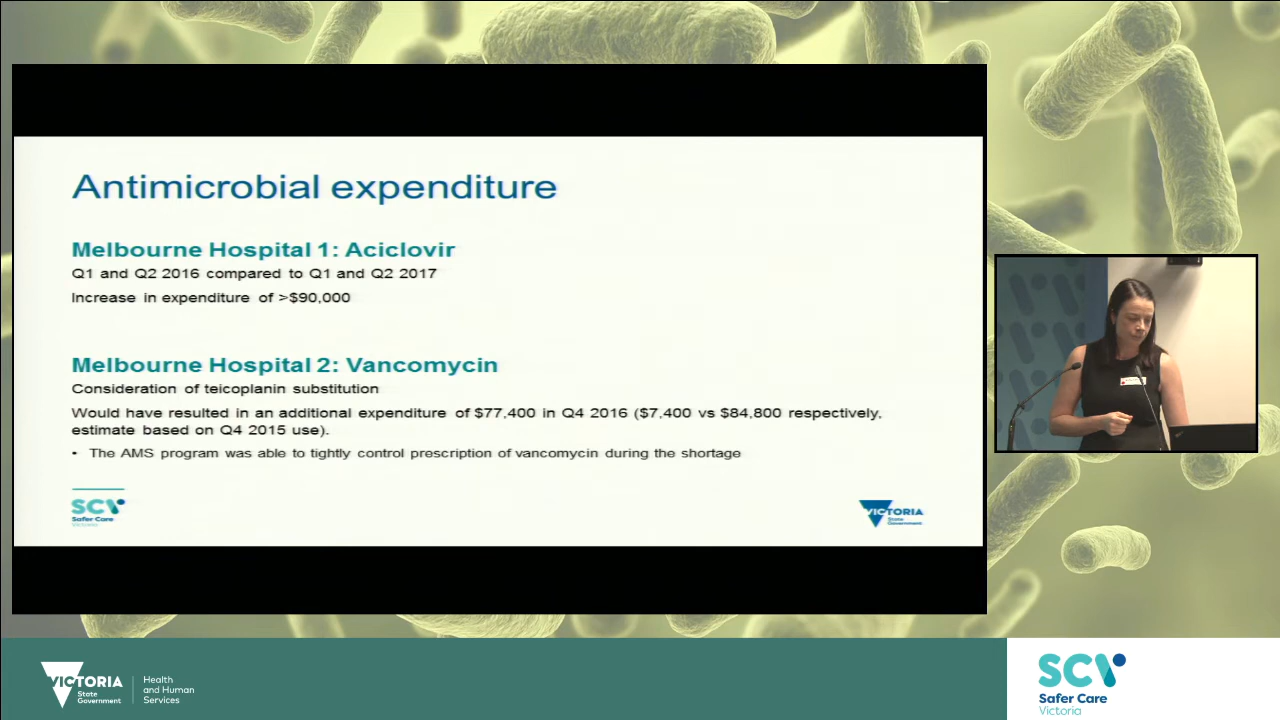 Antimicrobial expenditure
Melbourne Hospital 1: Aciclovir
Q1 and Q2 2016 compared to Q1 and Q2 2017
Increase in expenditure of >$90,000
Melbourne Hospital 2: Vancomycin
Consideration of teicoplanin substitution
Would have resulted in an additional expenditure of $77,400 in Q4 2016 ($7,400 vs $84,800 respectively,
estimate based on Q4 2015 use).
• The AMS program was able to tightly control prescription of vancomycin during the shortage
SCV
Safer Care
Victoria
VICTORIA
State
Government
VICTORIA
State
Government
Health
and Human
Services
SCV
Safer Care
Victoria